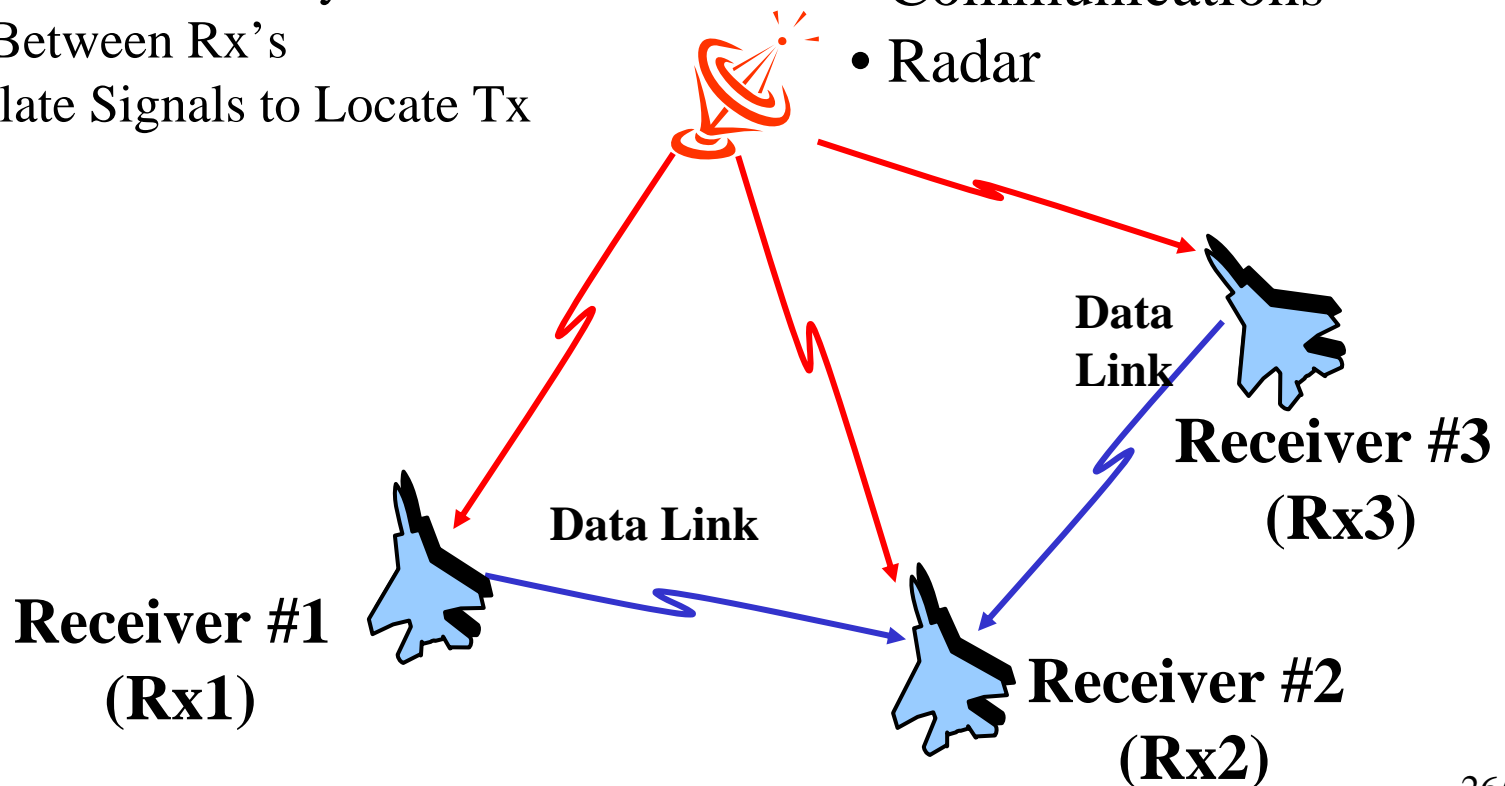 Communications
Between Rx's
• Radar
late Signals to Locate Tx
Data
Link
Receiver #3
(Rx3)
Data Link
Receiver #1
(Rx1)
Receiver #2
(Rx2)